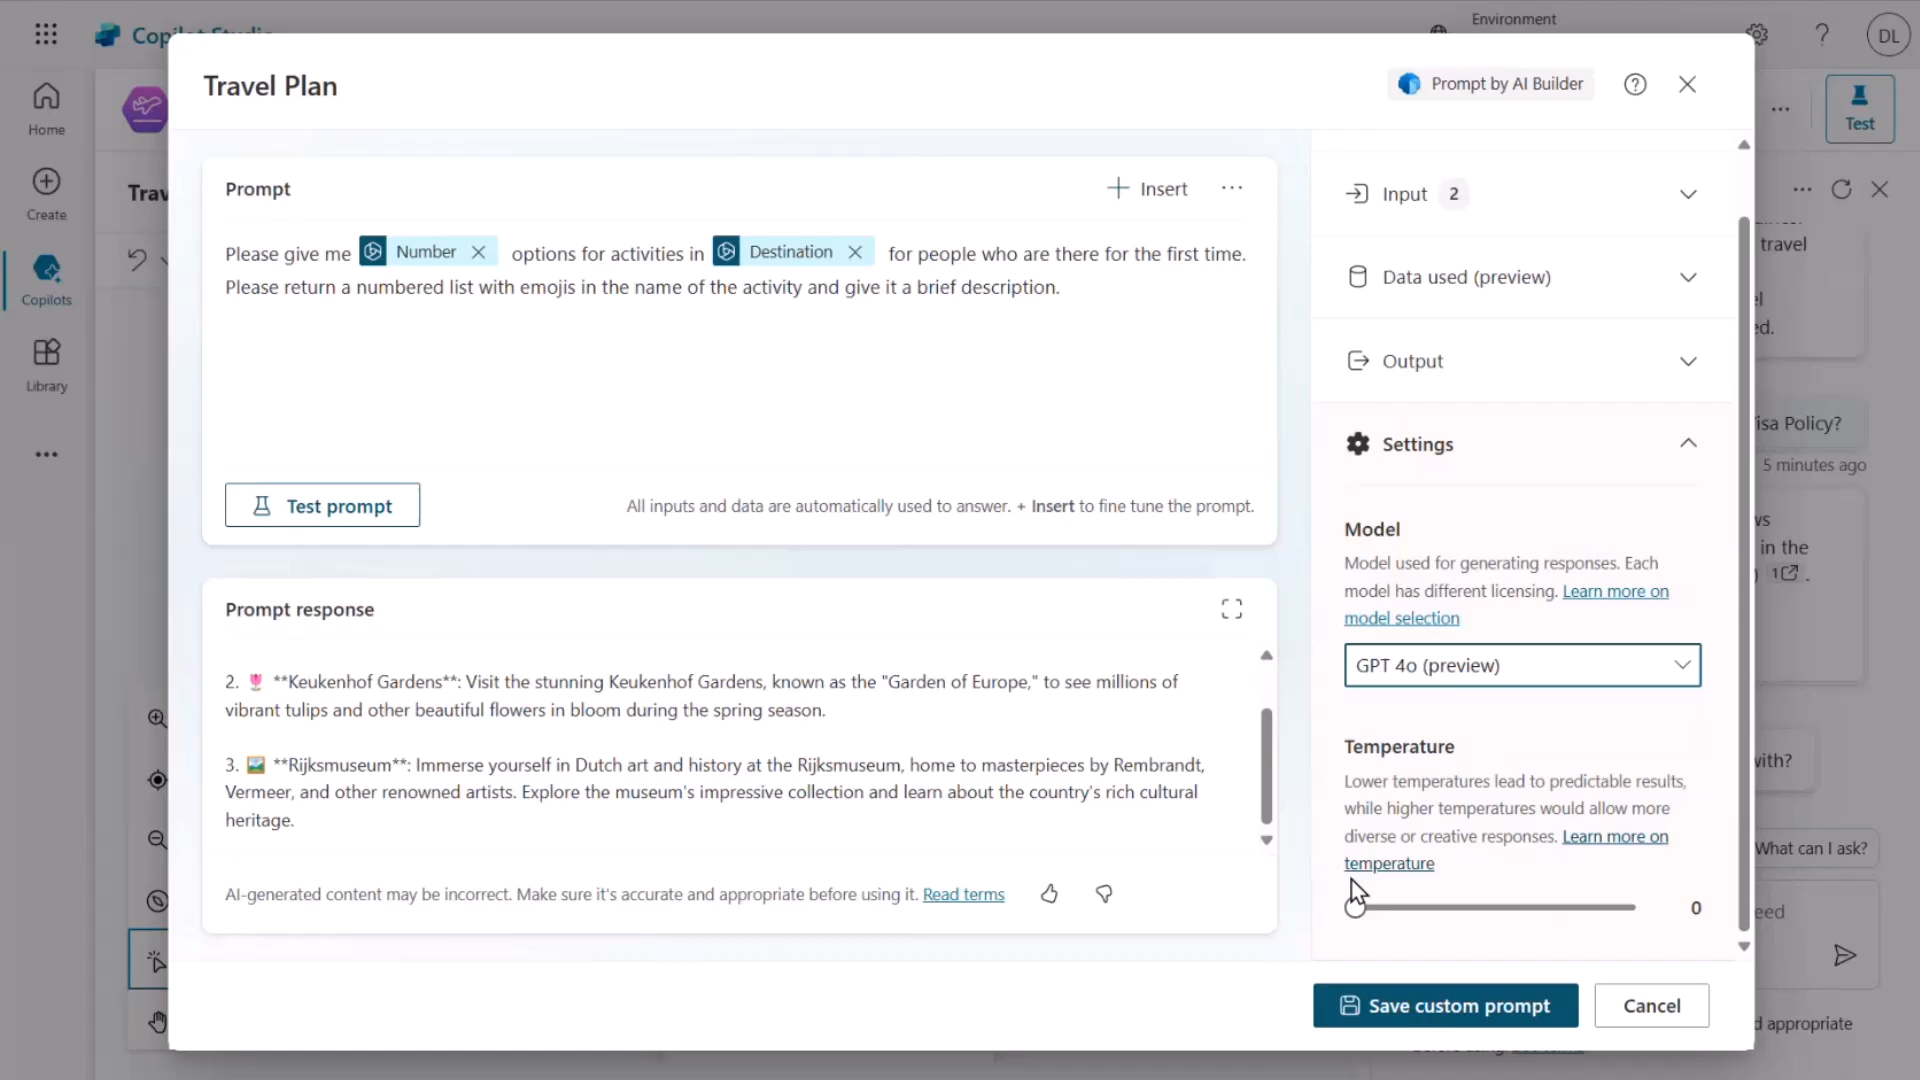 Environment
Copilot Studio
DL
Home
Create
Copilots
Library
Trav
Test
Travel Plan
Prompt by AI Builder
Prompt
Insert
Please give me Number options for activities in Destination for people who are there for the first time.
Please return a numbered list with emojis in the name of the activity and give it a brief description.
Test prompt
All inputs and data are automatically used to answer. + Insert to fine tune the prompt.
Prompt response
2. 🌷 **Keukenhof Gardens**: Visit the stunning Keukenhof Gardens, known as the "Garden of Europe," to see millions of
vibrant tulips and other beautiful flowers in bloom during the spring season.
3. 🖼️ **Rijksmuseum**: Immerse yourself in Dutch art and history at the Rijksmuseum, home to masterpieces by Rembrandt,
Vermeer, and other renowned artists. Explore the museum's impressive collection and learn about the country's rich cultural
heritage.
AI-generated content may be incorrect. Make sure it's accurate and appropriate before using it. Read terms
Input 2
Data used (preview)
Output
Settings
Model
Model used for generating responses. Each
model has different licensing. Learn more on
model selection
GPT 4o (preview)
Temperature
Lower temperatures lead to predictable results,
while higher temperatures would allow more
diverse or creative responses. Learn more on
temperature
0
Save custom prompt
Cancel
travel
ed.
isa Policy?
5 minutes ago
ws
in the
1
with?
What can I ask?
eed
d appropriate